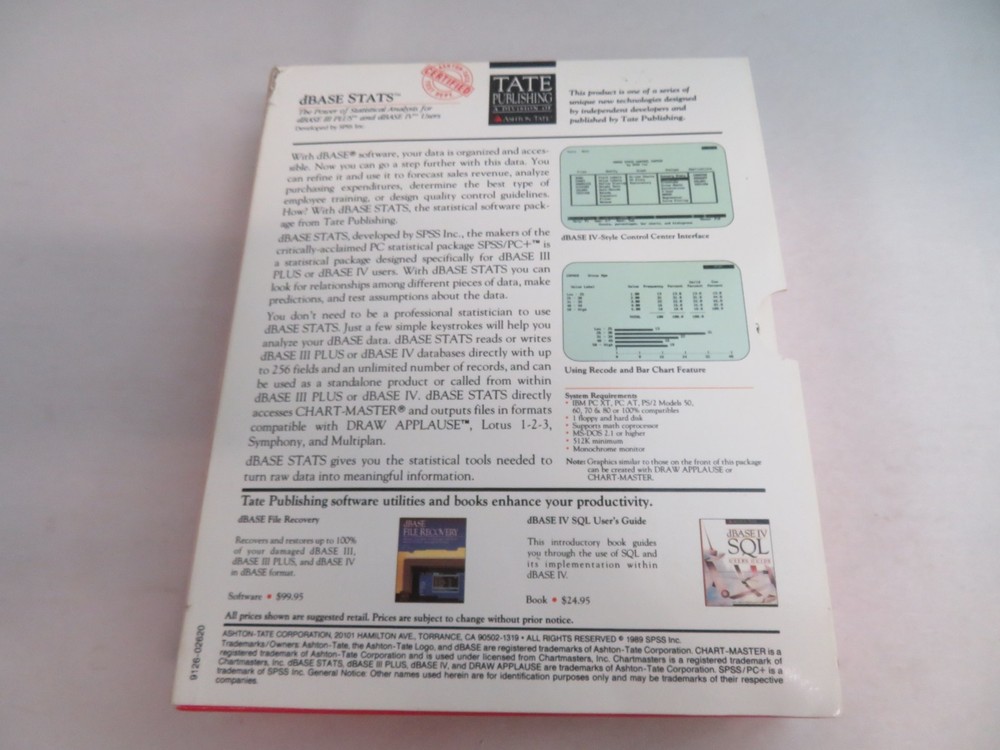 dBASE STATS™
The Power of Statistical Analysis for
dBASE III PLUS™ and dBASE IV™ Users
Developed by SPSS Inc.
CERTIFIED
TATE
PUBLISHING
A DIVISION OF
ASHTON·TATE
This product is one of a series of
unique new technologies designed
by independent developers and
published by Tate Publishing.
With dBASE® software, your data is organized and acces-
sible. Now you can go a step further with this data. You
can refine it and use it to forecast sales revenue, analyze
purchasing expenditures, determine the best type of
employee training, or design quality control guidelines.
How? With dBASE STATS, the statistical software pack-
age from Tate Publishing.
dBASE STATS, developed by SPSS Inc., the makers of the
critically-acclaimed PC statistical package SPSS/PC+™ is
a statistical package designed specifically for dBASE III
PLUS or dBASE IV users. With dBASE STATS you can
look for relationships among different pieces of data, make
predictions, and test assumptions about the data.
You don't need to be a professional statistician to use
dBASE STATS. Just a few simple keystrokes will help you
analyze your dBASE data. dBASE STATS reads or writes
dBASE III PLUS or dBASE IV databases directly with up
to 256 fields and an unlimited number of records, and can
be used as a standalone product or called from within
dBASE III PLUS or dBASE IV. dBASE STATS directly
accesses CHART-MASTER® and outputs files in formats
compatible with DRAW APPLAUSE™, Lotus 1-2-3,
Symphony, and Multiplan.
dBASE STATS gives you the statistical tools needed to
turn raw data into meaningful information.
dBASE IV-Style Control Center Interface
Value Label Value Frequency Percent Percent Percent
TOTAL
Using Recode and Bar Chart Feature
System Requirements
• IBM PC XT, PC AT, PS/2 Models 50,
60, 70 & 80 or 100% compatibles
• 1 floppy and hard disk
• Supports math coprocessor
• MS-DOS 2.1 or higher
• 512K minimum
• Monochrome monitor
Note: Graphics similar to those on the front of this package
can be created with DRAW APPLAUSE or
CHART-MASTER.
Tate Publishing software utilities and books enhance your productivity.
dBASE File Recovery
Recovers and restores up to 100%
of your damaged dBASE III,
dBASE III PLUS, and dBASE IV
in dBASE format.
Software • $99.95
dBASE
FILE RECOVERY
dBASE IV SQL User's Guide
This introductory book guides
you through the use of SQL and
its implementation within
dBASE IV.
Book • $24.95
dBASE IV
SQL
USER'S GUIDE
All prices shown are suggested retail. Prices are subject to change without prior notice.
ASHTON-TATE CORPORATION, 20101 HAMILTON AVE., TORRANCE, CA 90502-1319 • ALL RIGHTS RESERVED © 1989 SPSS Inc.
Trademarks/Owners: Ashton-Tate, the Ashton-Tate Logo, and dBASE are registered trademarks of Ashton-Tate Corporation. CHART-MASTER is a
registered trademark of Ashton-Tate Corporation and is used under licensed from Chartmasters, Inc. Chartmasters is a registered trademark of
Chartmasters, Inc. dBASE STATS, dBASE III PLUS, dBASE IV, and DRAW APPLAUSE are trademarks of Ashton-Tate Corporation. SPSS/PC+ is a
trademark of SPSS Inc. General Notice: Other names used herein are for identification purposes only and may be trademarks of their respective
companies.
9126-02620